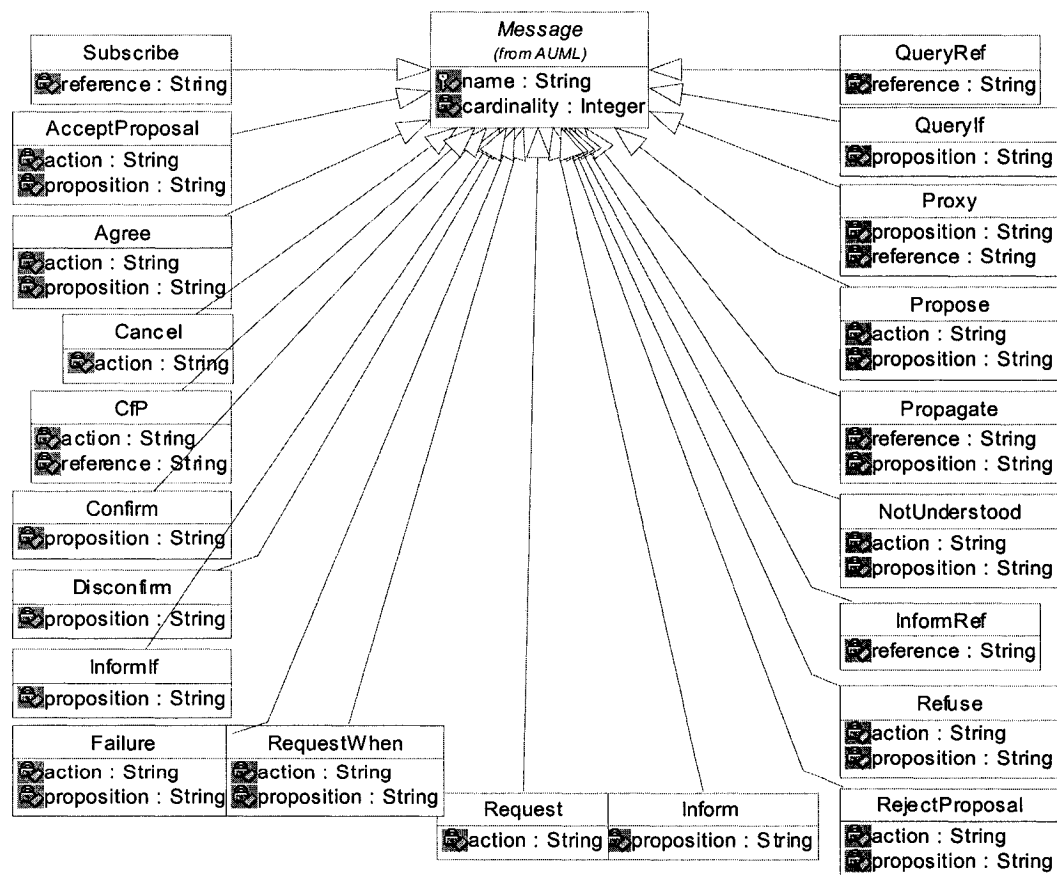 Message
(from AUML)
name : String
cardinality : Integer
Subscribe
reference : String
AcceptProposal
action : String
proposition : String
Agree
action : String
proposition : String
Cancel
action : String
CfP
action : String
reference : String
Confirm
proposition : String
Disconfirm
proposition : String
InformIf
proposition : String
Failure
action : String
proposition : String
RequestWhen
action : String
proposition : String
Request
action : String
Inform
proposition : String
QueryRef
reference : String
QueryIf
proposition : String
Proxy
proposition : String
reference : String
Propose
action : String
proposition : String
Propagate
reference : String
proposition : String
NotUnderstood
action : String
proposition : String
InformRef
reference : String
Refuse
action : String
proposition : String
RejectProposal
action : String
proposition : String